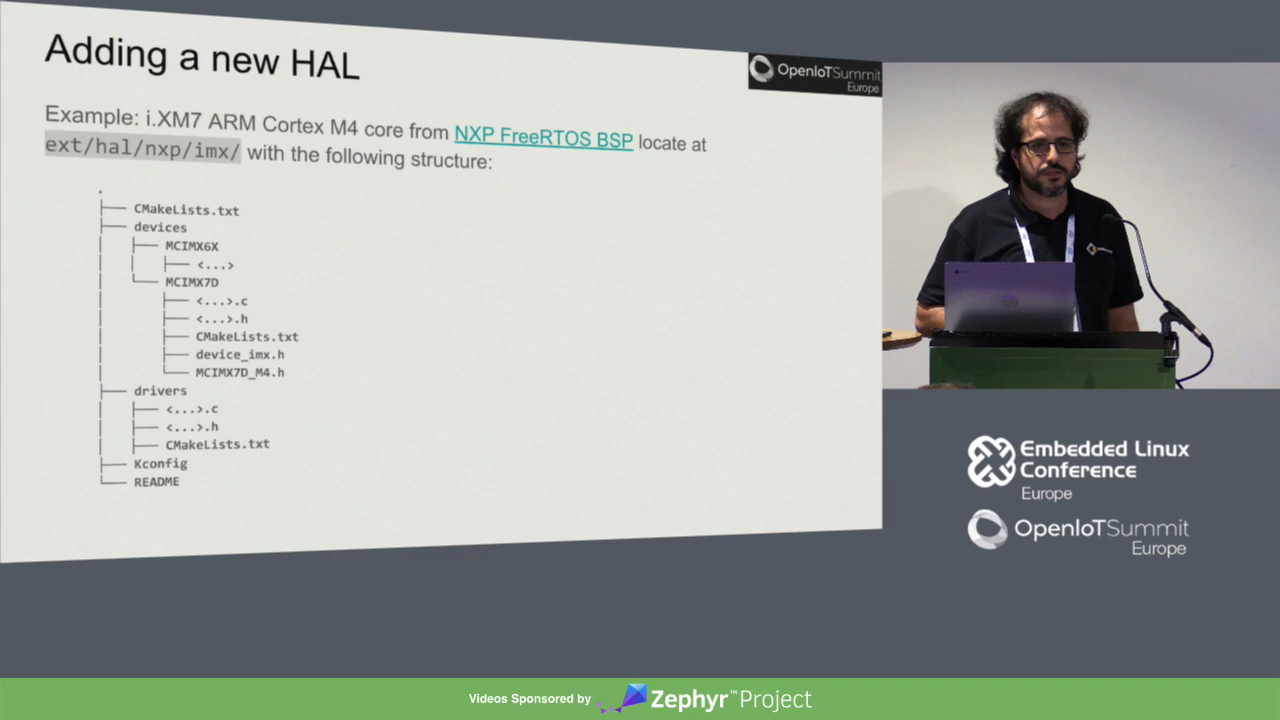 Adding a new HAL
OpenIoTSummit
Europe
Example: i.XM7 ARM Cortex M4 core from NXP FreeRTOS BSP locate at
ext/hal/nxp/imx/ with the following structure:
.
├── CMakeLists.txt
├── devices
│   ├── MCIMX6X
│   │   ├── <...>
│   └── MCIMX7D
│       ├── <...>.c
│       ├── <...>.h
│       ├── CMakeLists.txt
│       ├── device_imx.h
│       └── MCIMX7D_M4.h
├── drivers
│   ├── <...>.c
│   ├── <...>.h
│   ├── CMakeLists.txt
├── Kconfig
└── README
Embedded Linux
Conference
Europe
OpenIoTSummit
Europe
Videos Sponsored by Zephyr™Project